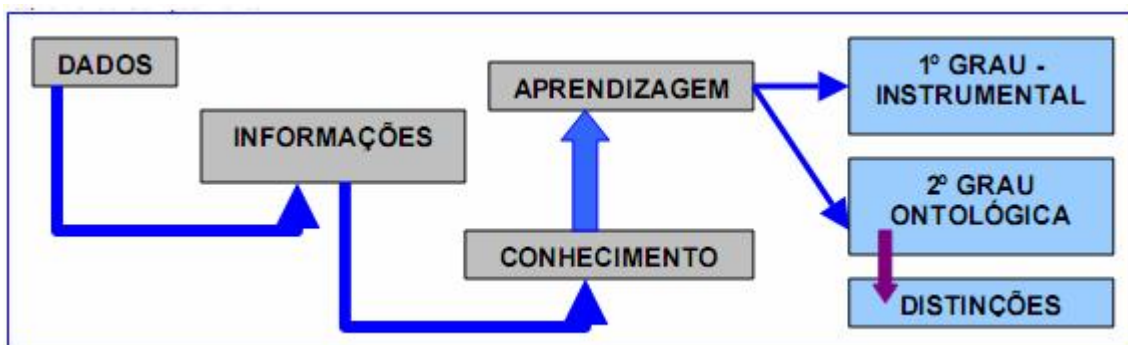 DADOS
INFORMAÇÕES
APRENDIZAGEM
CONHECIMENTO
1º GRAU -
INSTRUMENTAL
2º GRAU
ONTOLÓGICA
DISTINÇÕES